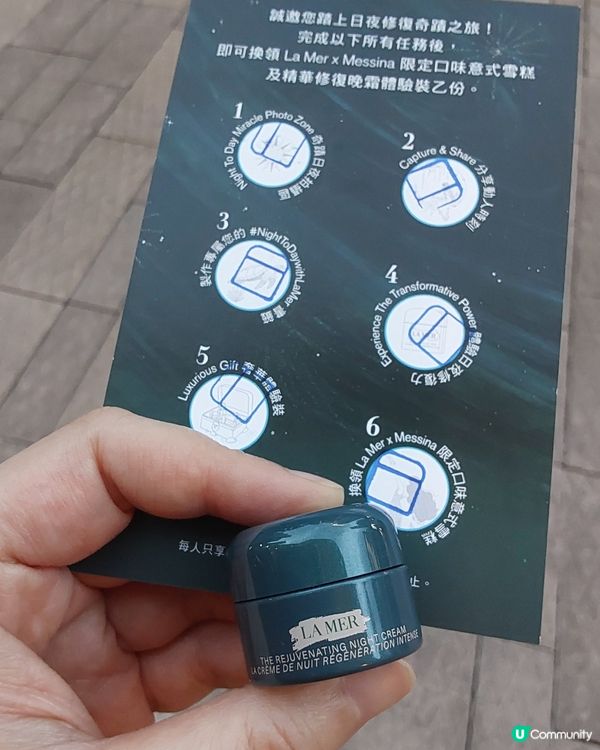 誠邀您踏上日夜修復奇蹟之旅！
完成以下所有任務後，
即可換領 La Mer x Messina 限定口味意式雪糕
及精華修復晚霜體驗裝乙份。
1
Night To Day Miracle Photo Zone 奇蹟日夜拍攝區
2
Capture & Share 分享動人時刻
3
製作專屬您的 #NightToDaywithLaMer 書籤
4
Experience The Transformative Power 體驗日夜修復力
5
Luxurious Gift 奢華體驗裝
6
換領 La Mer x Messina 限定口味意式雪糕
每人只享
止。
LA MER
THE REJUVENATING NIGHT CREAM
LA CRÈME DE NUIT RÉGÉNÉRATION INTENSE
U Community